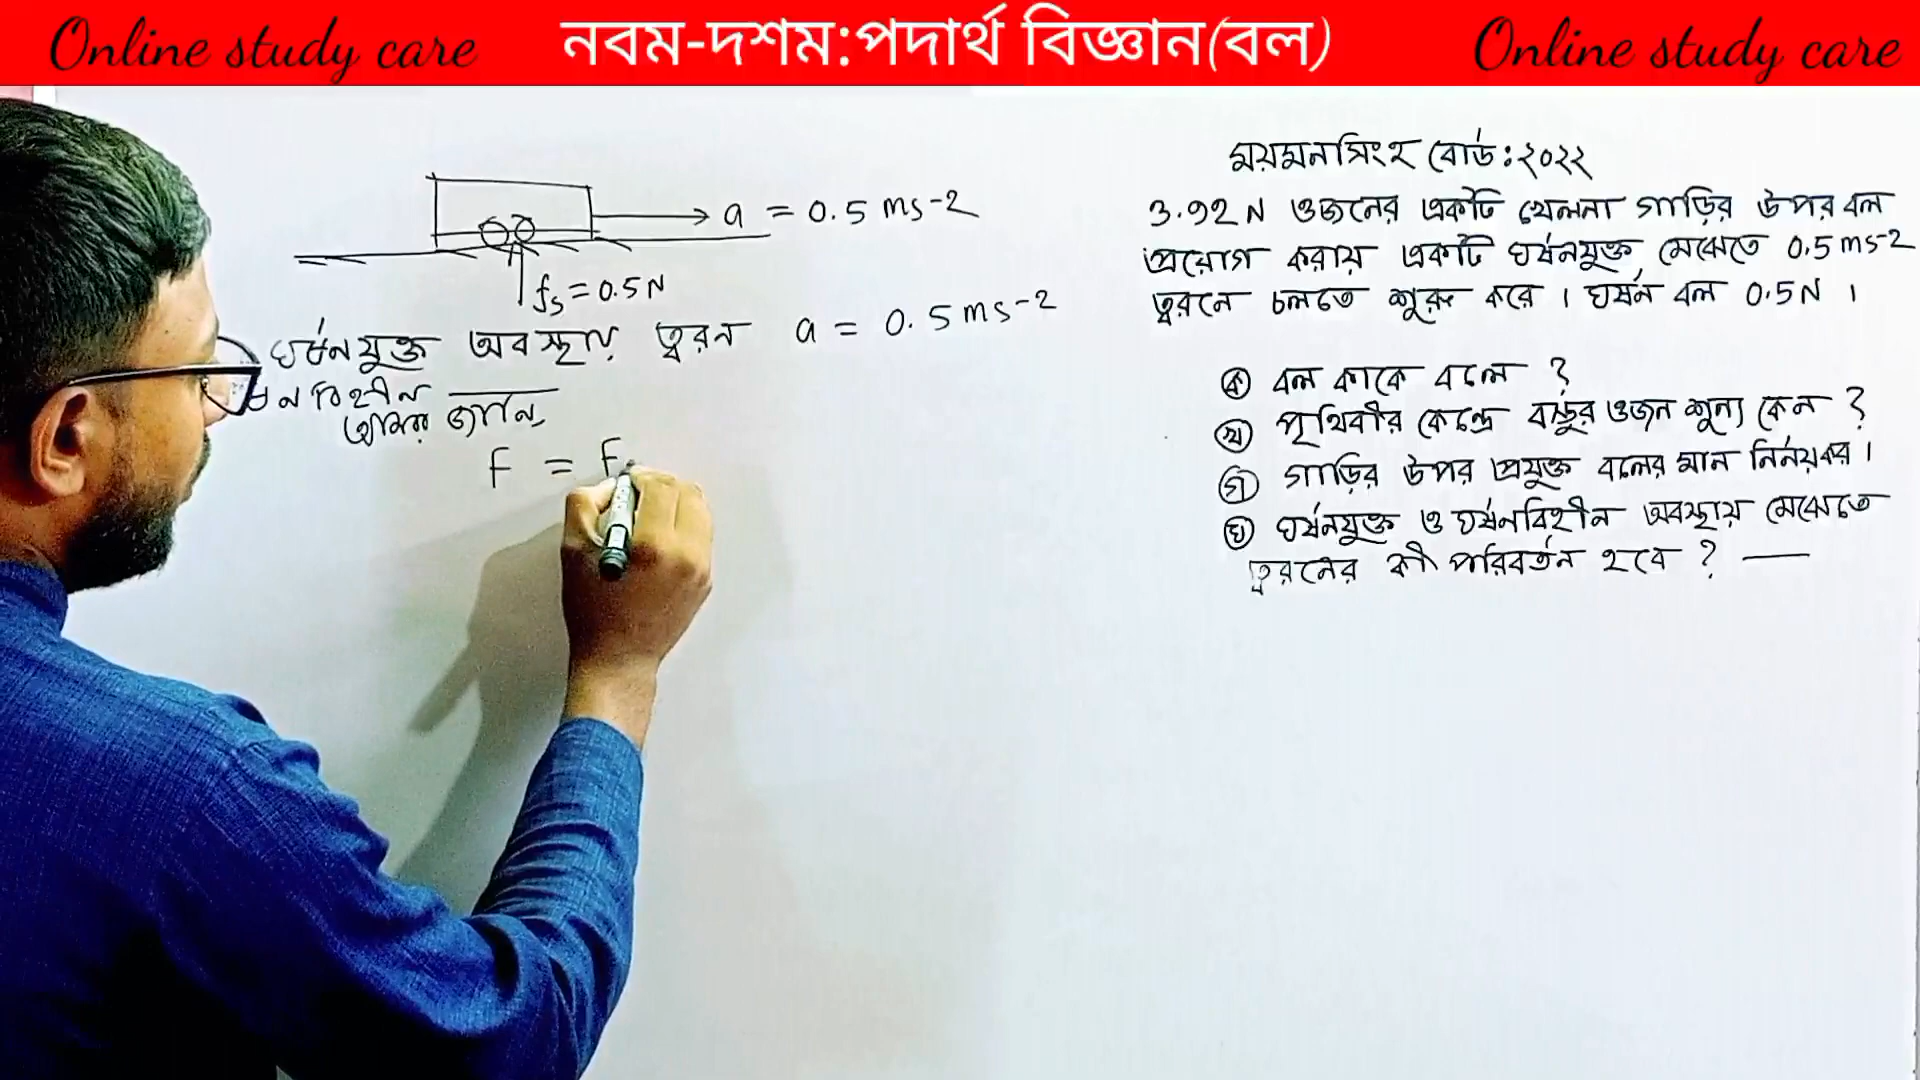 Online study care নবম-দশম:পদার্থ বিজ্ঞান(বল) Online study care
a = 0.5 ms-2
fs = 0.5N
ঘর্ষনযুক্ত অবস্থায় ত্বরন a = 0.5 ms-2
বিহীন
আমরা জানি,
F = F
ময়মনসিংহ বোর্ড:২০২২
3.92 N ওজনের একটি খেলনা গাড়ির উপর বল
প্রয়োগ করায় একটি ঘর্ষনযুক্ত মেঝেতে 0.5 ms-2
ত্বরনে চলতে শুরু করে। ঘর্ষন বল 0.5N।
ক বল কাকে বলে ?
খ পৃথিবীর কেন্দ্রে বস্তুর ওজন শূন্য কেন ?
গ গাড়ির উপর প্রযুক্ত বলের মান নির্নয়কর।
ঘ ঘর্ষনযুক্ত ও ঘর্ষনবিহীন অবস্থায় মেঝেতে
ত্বরনের কী পরিবর্তন হবে ? —